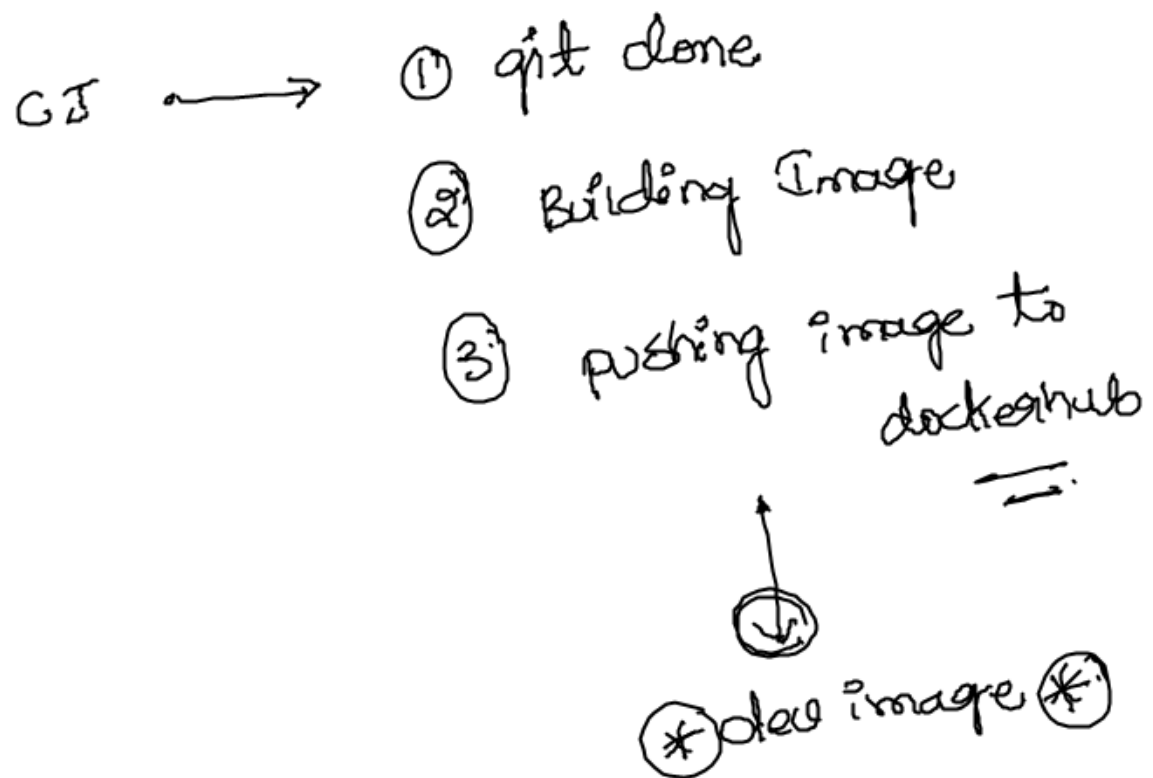 CI → ① git clone
② Building Image
③ pushing image to
dockerhub
* dev image *